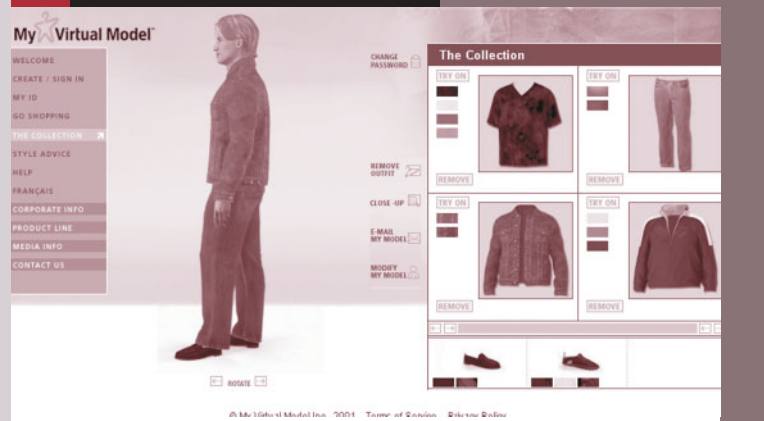 My Virtual Model™
WELCOME
CREATE / SIGN IN
MY ID
GO SHOPPING
THE COLLECTION
STYLE ADVICE
HELP
FRANÇAIS
CORPORATE INFO
PRODUCT LINE
MEDIA INFO
CONTACT US
CHANGE
PASSWORD
REMOVE
OUTFIT
CLOSE-UP
E-MAIL
MY MODEL
MODIFY
MY MODEL
ROTATE
The Collection
TRY ON
REMOVE
TRY ON
REMOVE
TRY ON
REMOVE
TRY ON
REMOVE
© My Virtual Model Inc. 2001 Terms of Service Privacy Policy